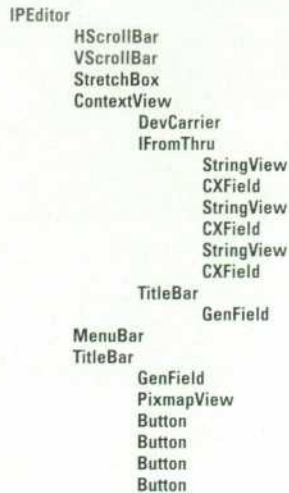 IPEditor
HScrollBar
VScrollBar
StretchBox
ContextView
DevCarrier
IFromThru
StringView
CXField
StringView
CXField
StringView
CXField
TitleBar
GenField
MenuBar
TitleBar
GenField
PixmapView
Button
Button
Button
Button